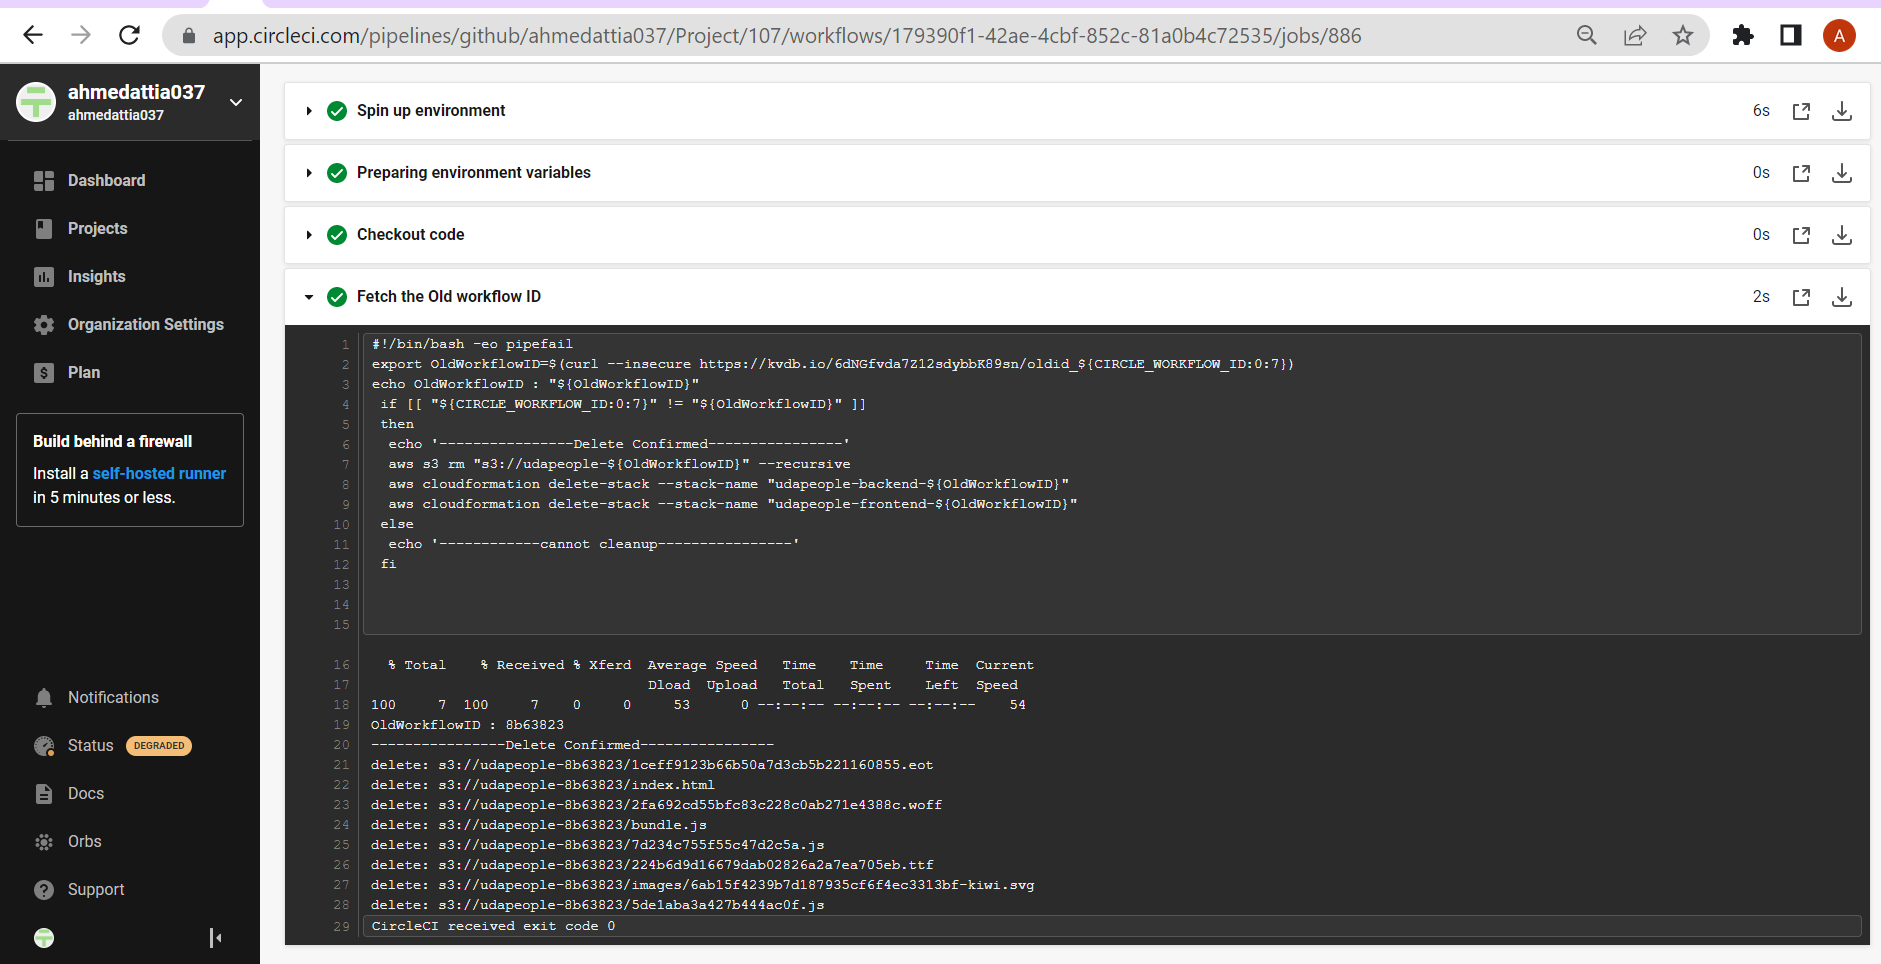 app.circleci.com/pipelines/github/ahmedattia037/Project/107/workflows/179390f1-42ae-4cbf-852c-81a0b4c72535/jobs/886
A
ahmedattia037
ahmedattia037
Dashboard
Projects
Insights
Organization Settings
Plan
Build behind a firewall
Install a self-hosted runner
in 5 minutes or less.
Notifications
Status DEGRADED
Docs
Orbs
Support
Spin up environment 6s
Preparing environment variables 0s
Checkout code 0s
Fetch the Old workflow ID 2s
1 #!/bin/bash -eo pipefail
2 export OldWorkflowID=$(curl --insecure https://kvdb.io/6dNGfvda7Z12sdybbK89sn/oldid_${CIRCLE_WORKFLOW_ID:0:7})
3 echo OldWorkflowID : "${OldWorkflowID}"
4 if [[ "${CIRCLE_WORKFLOW_ID:0:7}" != "${OldWorkflowID}" ]]
5 then
6 echo '----------------Delete Confirmed----------------'
7 aws s3 rm "s3://udapeople-${OldWorkflowID}" --recursive
8 aws cloudformation delete-stack --stack-name "udapeople-backend-${OldWorkflowID}"
9 aws cloudformation delete-stack --stack-name "udapeople-frontend-${OldWorkflowID}"
10 else
11 echo '------------cannot cleanup----------------'
12 fi
13
14
15
16 % Total % Received % Xferd Average Speed Time Time Time Current
17 Dload Upload Total Spent Left Speed
18 100 7 100 7 0 0 53 0 --:--:-- --:--:-- --:--:-- 54
19 OldWorkflowID : 8b63823
20 ----------------Delete Confirmed----------------
21 delete: s3://udapeople-8b63823/1ceff9123b66b50a7d3cb5b221160855.eot
22 delete: s3://udapeople-8b63823/index.html
23 delete: s3://udapeople-8b63823/2fa692cd55bfc83c228c0ab271e4388c.woff
24 delete: s3://udapeople-8b63823/bundle.js
25 delete: s3://udapeople-8b63823/7d234c755f55c47d2c5a.js
26 delete: s3://udapeople-8b63823/224b6d9d16679dab02826a2a7ea705eb.ttf
27 delete: s3://udapeople-8b63823/images/6ab15f4239b7d187935cf6f4ec3313bf-kiwi.svg
28 delete: s3://udapeople-8b63823/5de1aba3a427b444ac0f.js
29 CircleCI received exit code 0